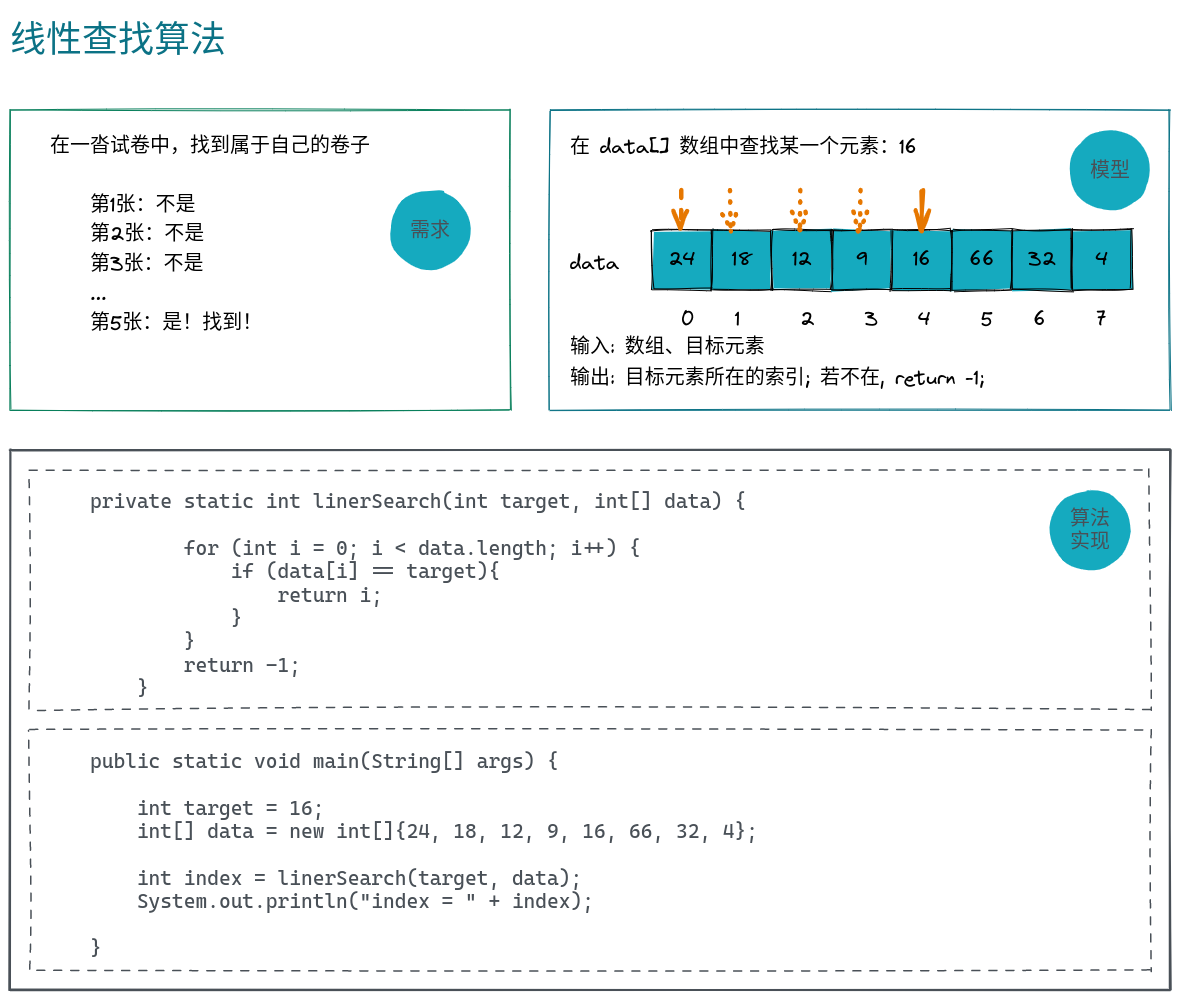 线性查找算法
在一沓试卷中，找到属于自己的卷子
第1张：不是
第2张：不是
第3张：不是
...
第5张：是！找到！
需求
在 data[] 数组中查找某一个元素：16
模型
data 24 18 12 9 16 66 32 4
0 1 2 3 4 5 6 7
输入: 数组、目标元素
输出: 目标元素所在的索引; 若不在, return -1;
private static int linerSearch(int target, int[] data) {
for (int i = 0; i < data.length; i++) {
if (data[i] == target){
return i;
}
}
return -1;
}
算法
实现
public static void main(String[] args) {
int target = 16;
int[] data = new int[]{24, 18, 12, 9, 16, 66, 32, 4};
int index = linerSearch(target, data);
System.out.println("index = " + index);
}